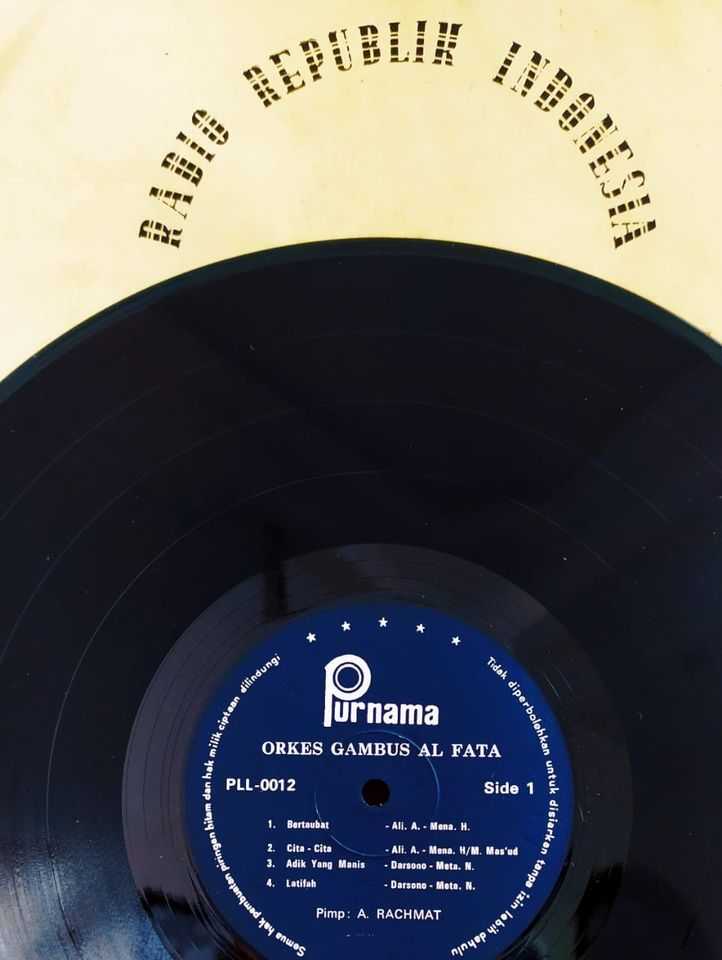 RADIO REPUBLIK INDONESIA
Purnama
ORKES GAMBUS AL FATA
PLL-0012 Side 1
1. Bertaubat - Ali. A. - Mena. H.
2. Cita - Cita - Ali. A. - Mena. H/M. Mas'ud
3. Adik Yang Manis - Darsono - Meta. N.
4. Latifah - Darsono - Meta. N.
Pimp: A. RACHMAT
Semua hak pembuatan piringan hitam dan hak milik ciptaan dilindungi
Tidak diperbolehkan untuk disiarkan tanpa izin lebih dahulu